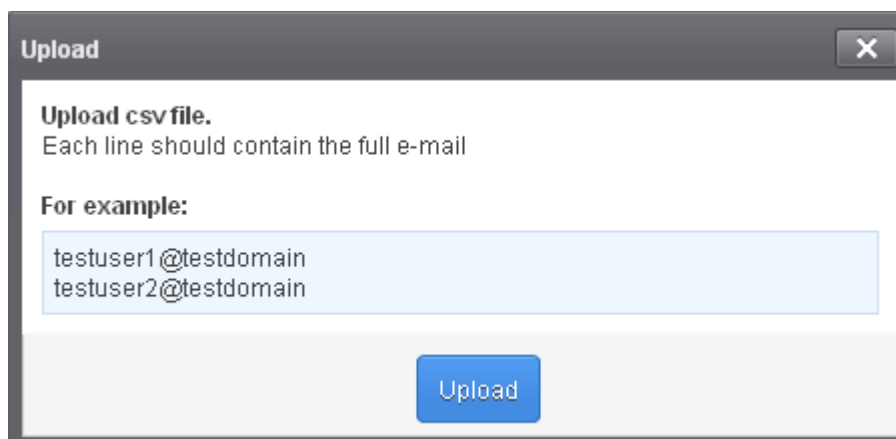 Upload
Upload csv file.
Each line should contain the full e-mail
For example:
testuser1@testdomain
testuser2@testdomain
Upload